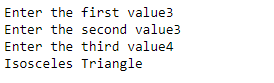 Enter the first value3
Enter the second value3
Enter the third value4
Isosceles Triangle